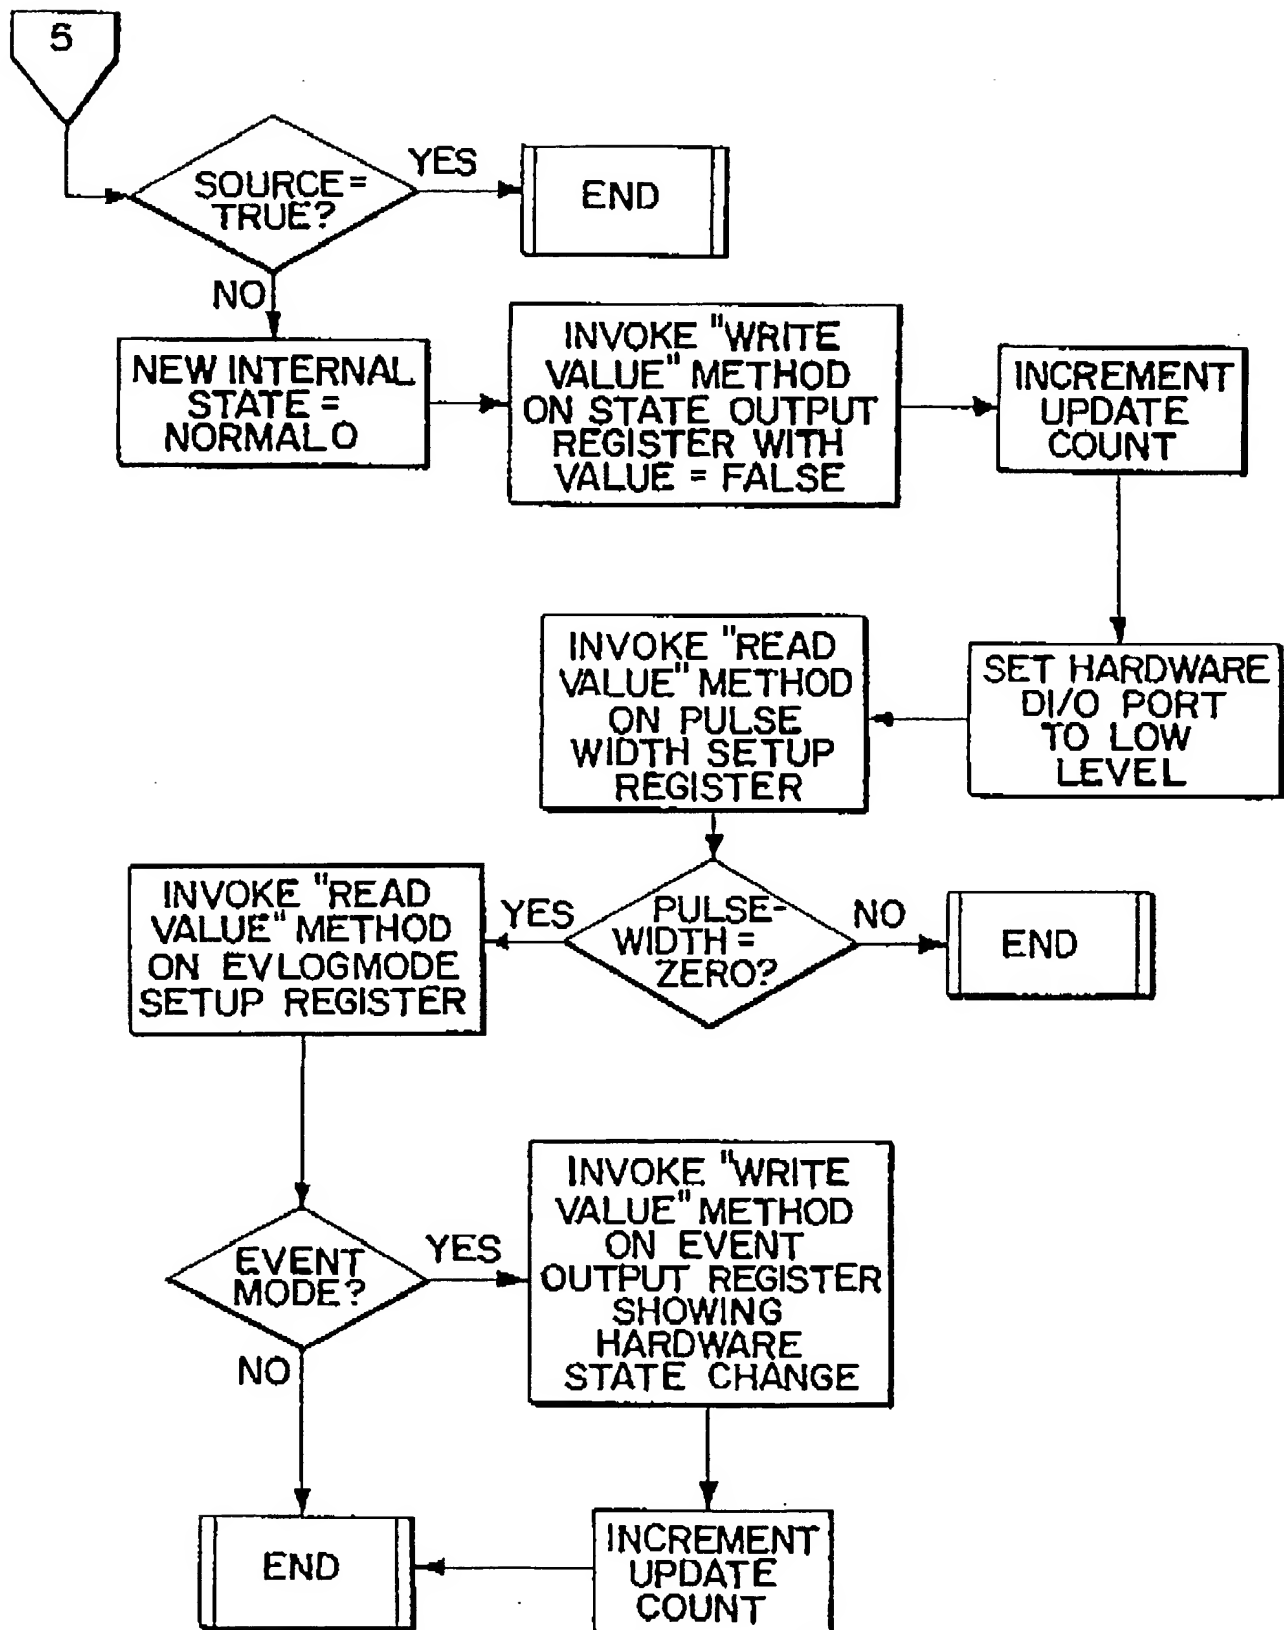 5
SOURCE=
TRUE?
YES
END
NO
NEW INTERNAL
STATE =
NORMAL0
INVOKE "WRITE
VALUE" METHOD
ON STATE OUTPUT
REGISTER WITH
VALUE = FALSE
INCREMENT
UPDATE
COUNT
SET HARDWARE
DI/O PORT
TO LOW
LEVEL
INVOKE "READ
VALUE" METHOD
ON PULSE
WIDTH SETUP
REGISTER
PULSE-
WIDTH =
ZERO?
NO
END
YES
INVOKE "READ
VALUE" METHOD
ON EVLOGMODE
SETUP REGISTER
EVENT
MODE?
YES
INVOKE "WRITE
VALUE" METHOD
ON EVENT
OUTPUT REGISTER
SHOWING
HARDWARE
STATE CHANGE
NO
INCREMENT
UPDATE
COUNT
END